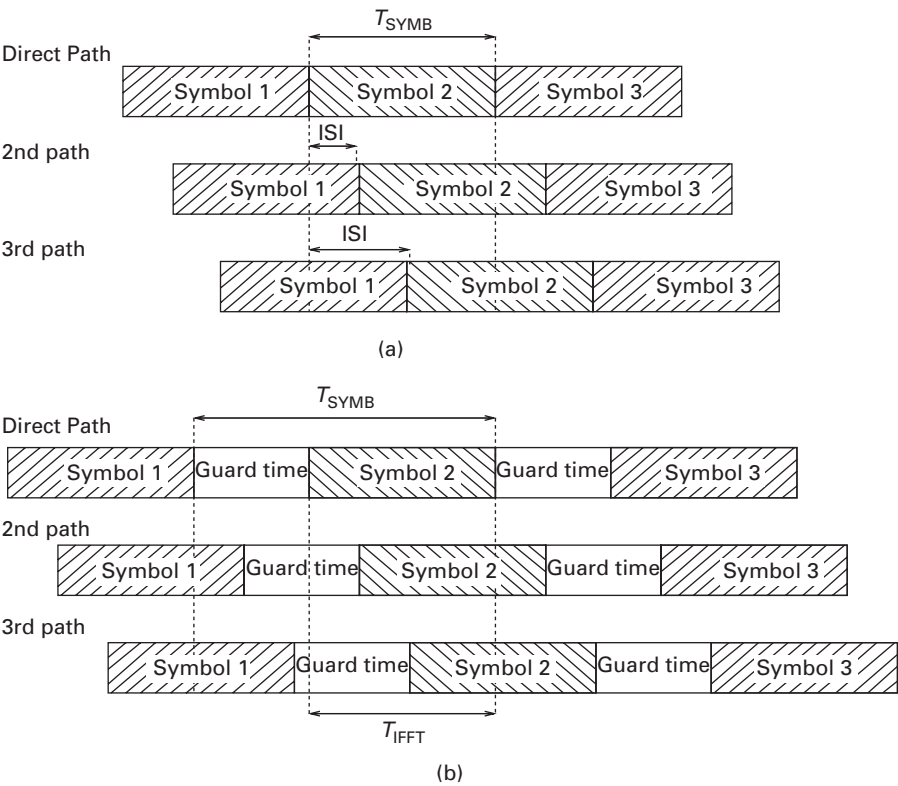 T_SYMB
Direct Path
Symbol 1 Symbol 2 Symbol 3
ISI
2nd path
Symbol 1 Symbol 2 Symbol 3
ISI
3rd path
Symbol 1 Symbol 2 Symbol 3
(a)
T_SYMB
Direct Path
Symbol 1 Guard time Symbol 2 Guard time Symbol 3
2nd path
Symbol 1 Guard time Symbol 2 Guard time Symbol 3
3rd path
Symbol 1 Guard time Symbol 2 Guard time Symbol 3
T_IFFT
(b)